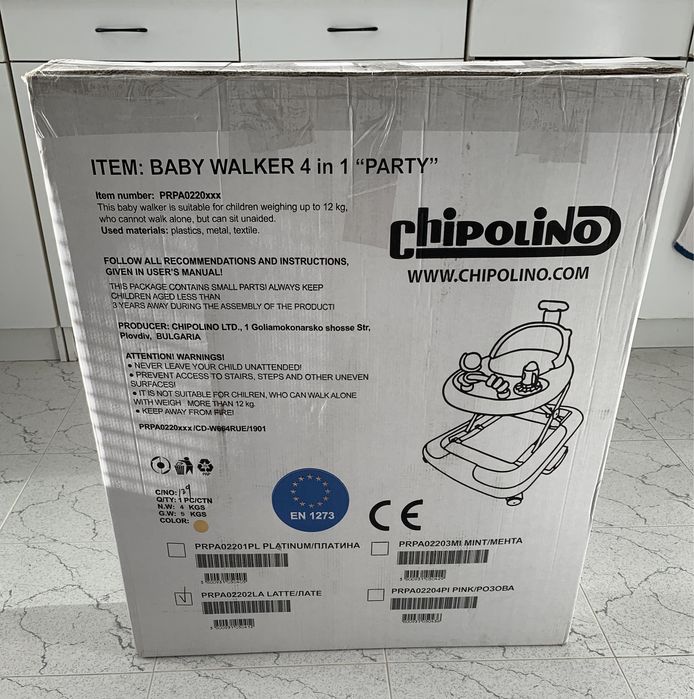 ITEM: BABY WALKER 4 in 1 “PARTY”
Item number: PRPA0220xxx
This baby walker is suitable for children weighing up to 12 kg,
who cannot walk alone, but can sit unaided.
Used materials: plastics, metal, textile.
chipolino
WWW.CHIPOLINO.COM
FOLLOW ALL RECOMMENDATIONS AND INSTRUCTIONS,
GIVEN IN USER'S MANUAL!
THIS PACKAGE CONTAINS SMALL PARTS! ALWAYS KEEP
CHILDREN AGED LESS THAN
3 YEARS AWAY DURING THE ASSEMBLY OF THE PRODUCT!
PRODUCER: CHIPOLINO LTD., 1 Goliamokonarsko shosse Str,
Plovdiv, BULGARIA
ATTENTION! WARNINGS!
● NEVER LEAVE YOUR CHILD UNATTENDED!
● PREVENT ACCESS TO STAIRS, STEPS AND OTHER UNEVEN
SURFACES!
● IT IS NOT SUITABLE FOR CHILREN, WHO CAN WALK ALONE
WITH WEIGH MORE THAN 12 kg.
● KEEP AWAY FROM FIRE!
PRPA0220xxx/CD-W664RUE/1901
C/NO: 129
Q/TY: 1 PC/CTN
N.W: 4 KGS
G.W: 5 KGS
COLOR:
EN 1273
CE
PRPA02201PL PLATINUM/ПЛАТИНА
PRPA02203MI MINT/МЕНТА
PRPA02202LA LATTE/ЛАТЕ
PRPA02204PI PINK/РОЗОВА